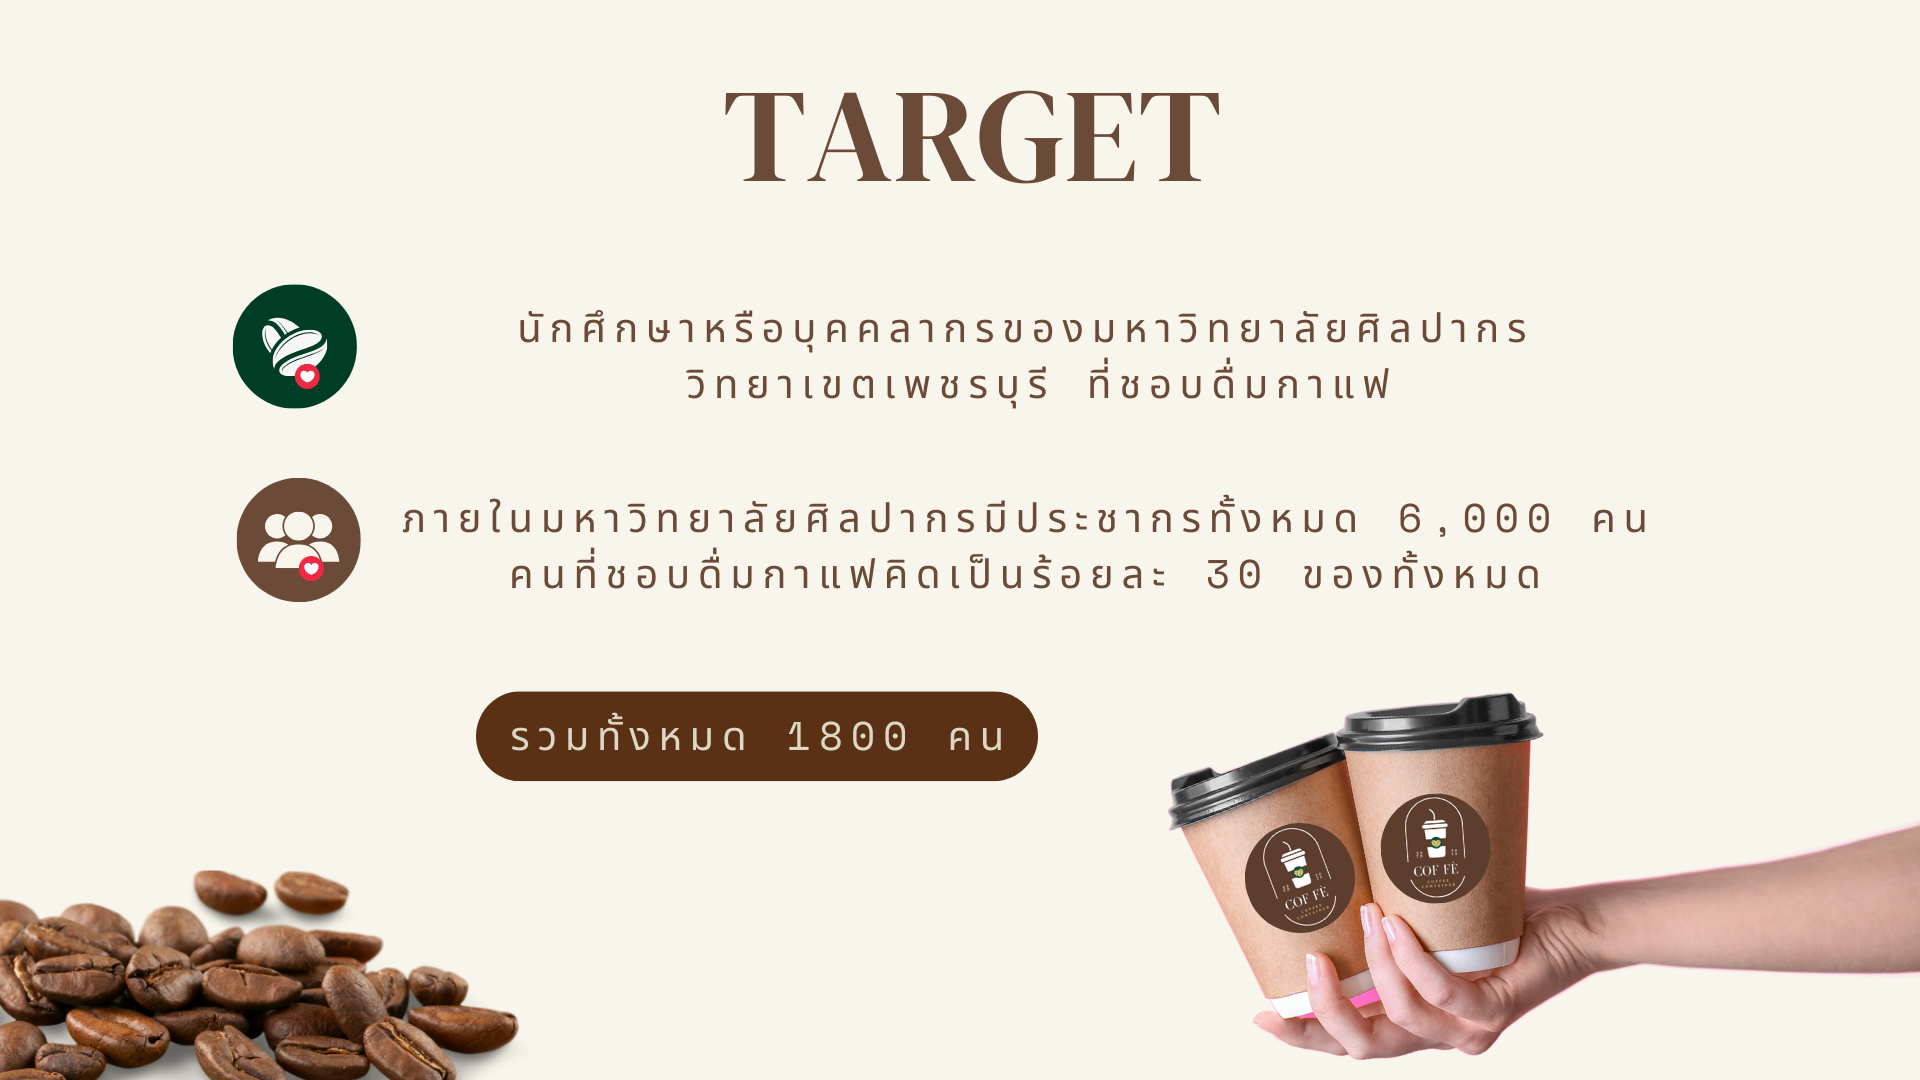 TARGET
นักศึกษาหรือบุคคลากรของมหาวิทยาลัยศิลปากร
วิทยาเขตเพชรบุรี ที่ชอบดื่มกาแฟ
ภายในมหาวิทยาลัยศิลปากรมีประชากรทั้งหมด 6,000 คน
คนที่ชอบดื่มกาแฟคิดเป็นร้อยละ 30 ของทั้งหมด
รวมทั้งหมด 1800 คน
COF FÈ
COFFEE
CONTAINER
COF FÈ
COFFEE
CONTAINER